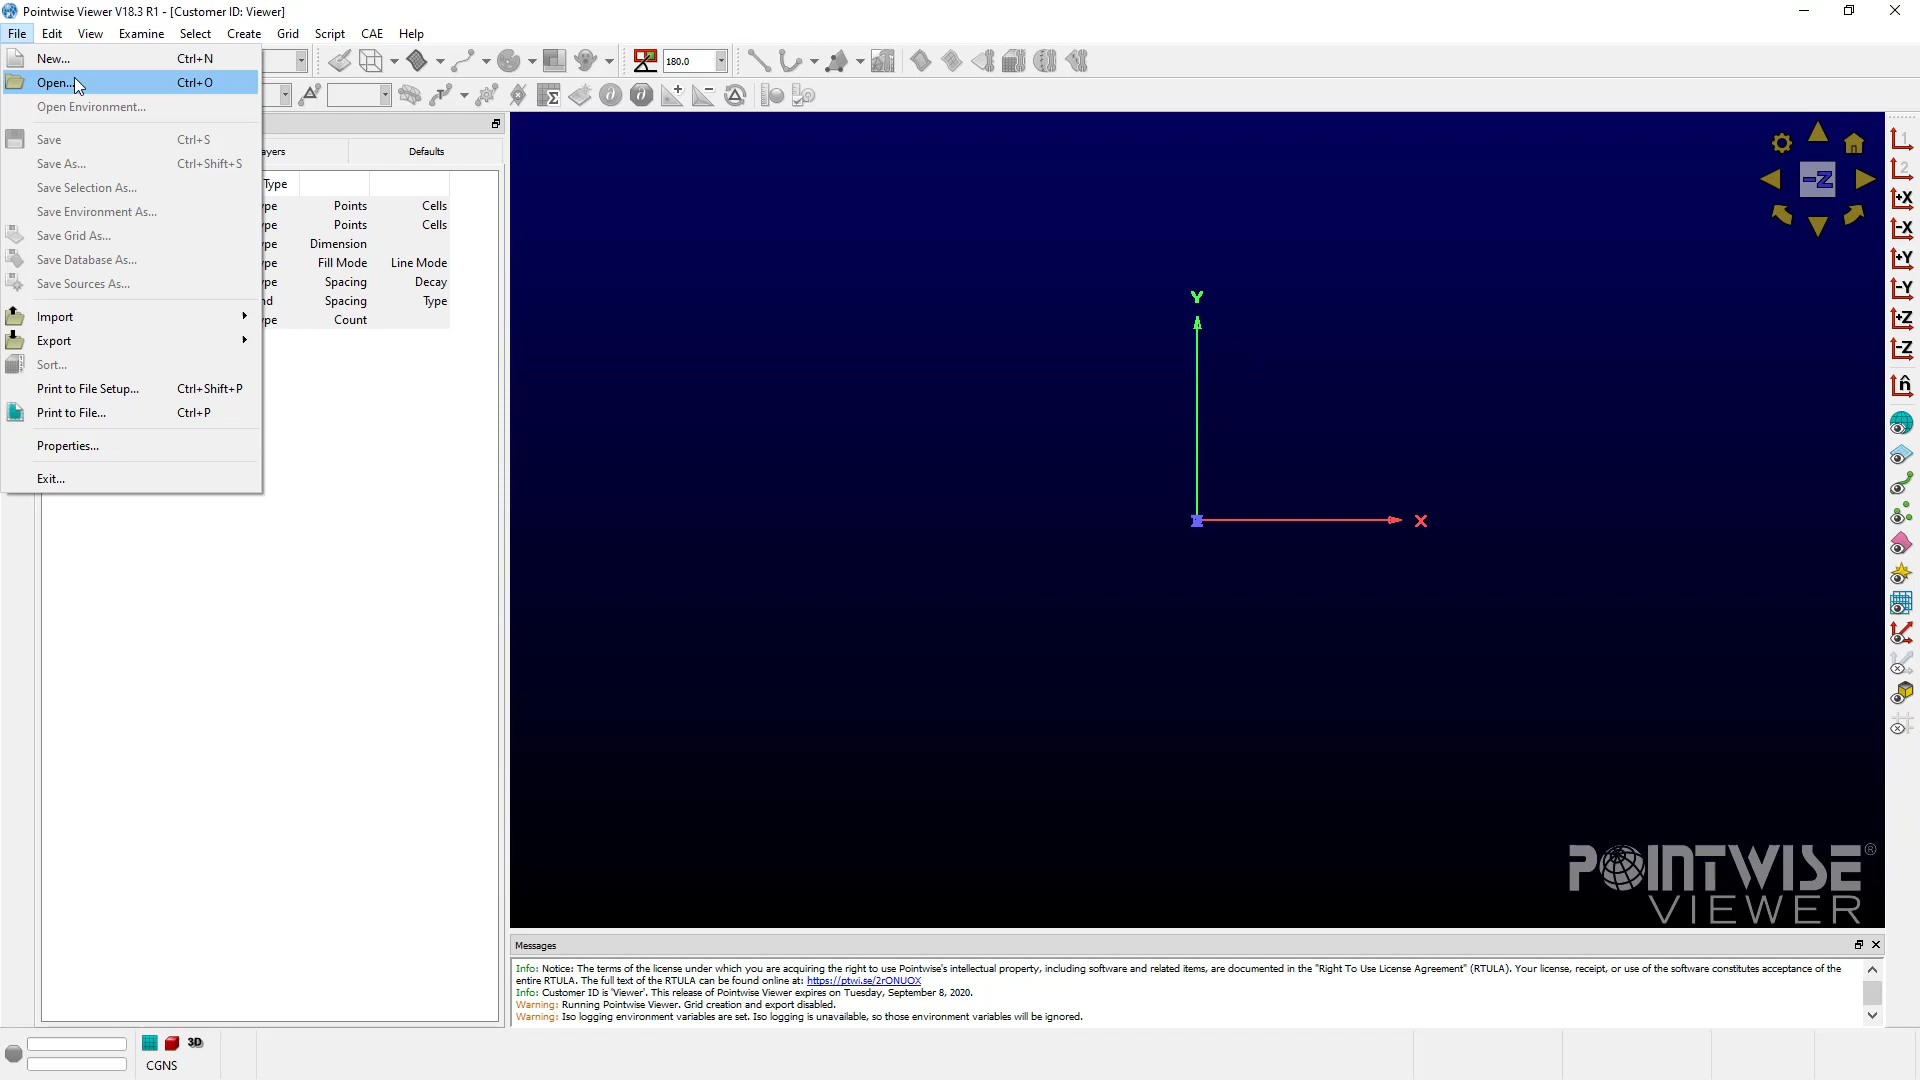 Pointwise Viewer V18.3 R1 - [Customer ID: Viewer]
File Edit View Examine Select Create Grid Script CAE Help
New... Ctrl+N
180.0
Open... Ctrl+O
Open Environment...
Save Ctrl+S
Save As... Ctrl+Shift+S
Save Selection As...
Save Environment As...
Save Grid As...
Save Database As...
Save Sources As...
Import
Export
Sort...
Print to File Setup... Ctrl+Shift+P
Print to File... Ctrl+P
Properties...
Exit...
ayers Defaults
Type
ype Points Cells
ype Points Cells
ype Dimension
ype Fill Mode Line Mode
ype Spacing Decay
nd Spacing Type
ype Count
-Z
Y
X
1
2
+X
-X
+Y
-Y
+Z
-Z
n̂
POINTWISE®
VIEWER
Messages
Info: Notice: The terms of the license under which you are acquiring the right to use Pointwise's intellectual property, including software and related items, are documented in the "Right To Use License Agreement" (RTULA). Your license, receipt, or use of the software constitutes acceptance of the
entire RTULA. The full text of the RTULA can be found online at: https://ptwi.se/2rONUOX
Info: Customer ID is 'Viewer'. This release of Pointwise Viewer expires on Tuesday, September 8, 2020.
Warning: Running Pointwise Viewer. Grid creation and export disabled.
Warning: Iso logging environment variables are set. Iso logging is unavailable, so those environment variables will be ignored.
3D
CGNS